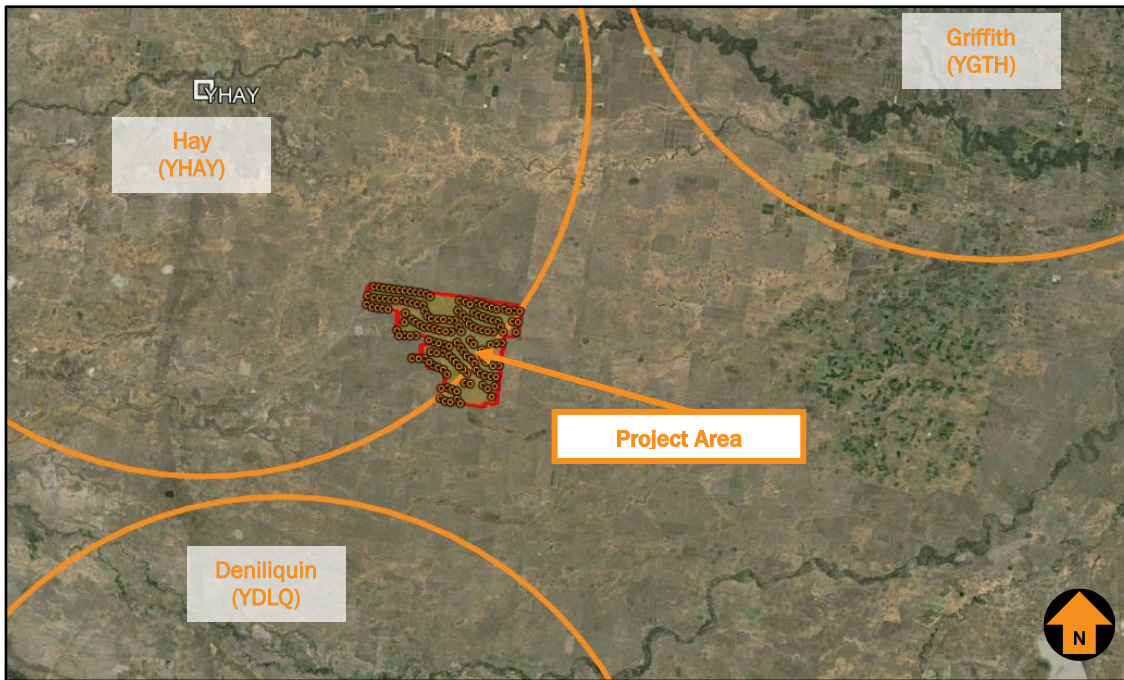 Griffith
(YGTH)
YHAY
Hay
(YHAY)
Project Area
Deniliquin
(YDLQ)
N